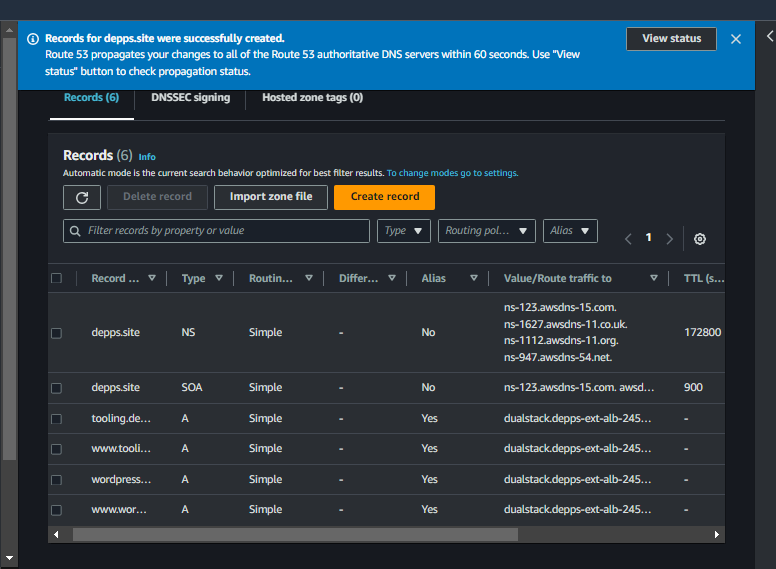 Records for depps.site were successfully created.
View status
Route 53 propagates your changes to all of the Route 53 authoritative DNS servers within 60 seconds. Use "View
status" button to check propagation status.
Records (6)
DNSSEC signing
Hosted zone tags (0)
Records (6) Info
Automatic mode is the current search behavior optimized for best filter results. To change modes go to settings.
Delete record
Import zone file
Create record
Filter records by property or value
Type
Routing pol...
Alias
1
Record ... Type Routin... Differ... Alias Value/Route traffic to TTL (s...
ns-123.awsdns-15.com.
ns-1627.awsdns-11.co.uk.
depps.site NS Simple - No 172800
ns-1112.awsdns-11.org.
ns-947.awsdns-54.net.
depps.site SOA Simple - No ns-123.awsdns-15.com. awsd... 900
tooling.de... A Simple - Yes dualstack.depps-ext-alb-245... -
www.tooli... A Simple - Yes dualstack.depps-ext-alb-245... -
wordpress... A Simple - Yes dualstack.depps-ext-alb-245... -
www.wor... A Simple - Yes dualstack.depps-ext-alb-245... -